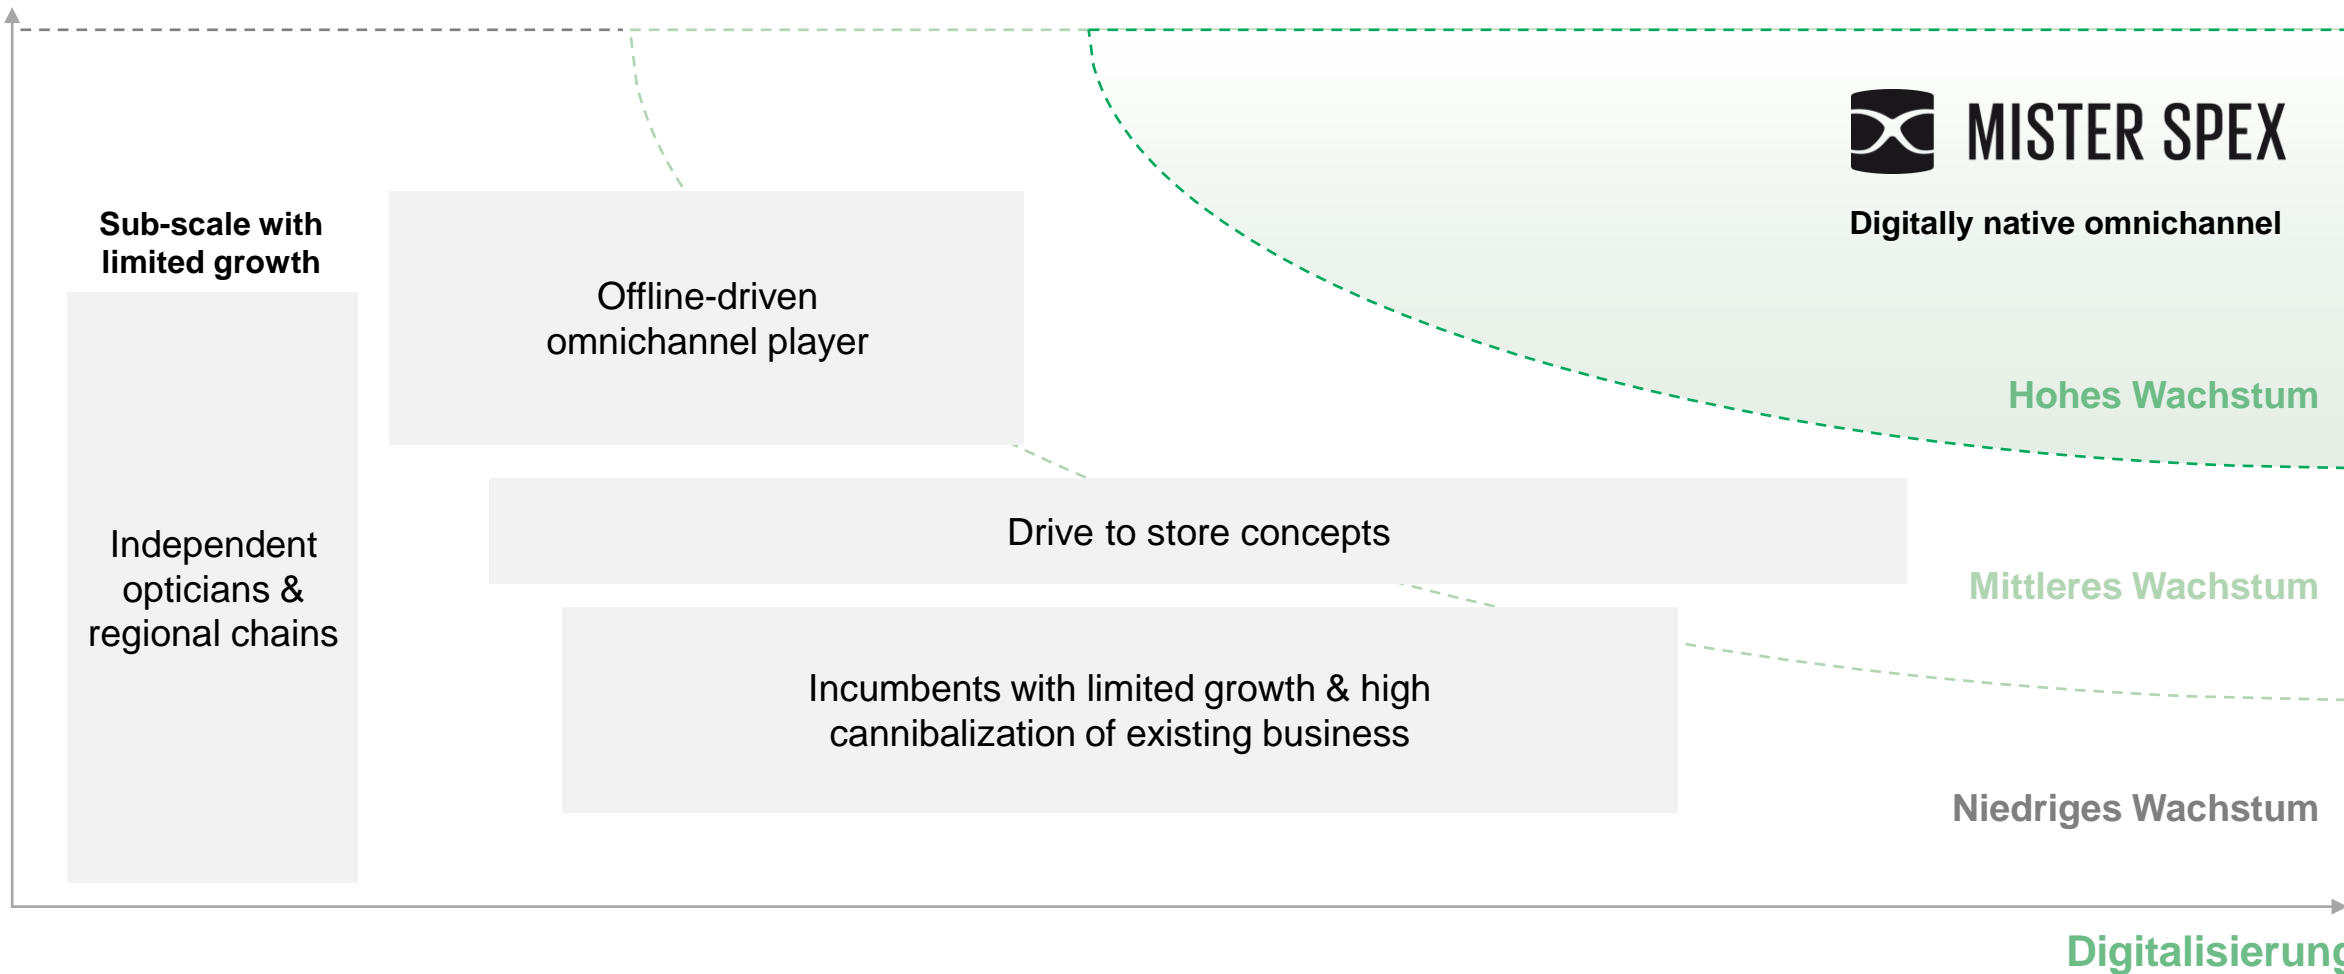 MISTER SPEX
Digitally native omnichannel
Sub-scale with
limited growth
Offline-driven
omnichannel player
Hohes Wachstum
Independent
opticians &
regional chains
Drive to store concepts
Mittleres Wachstum
Incumbents with limited growth & high
cannibalization of existing business
Niedriges Wachstum
Digitalisierung